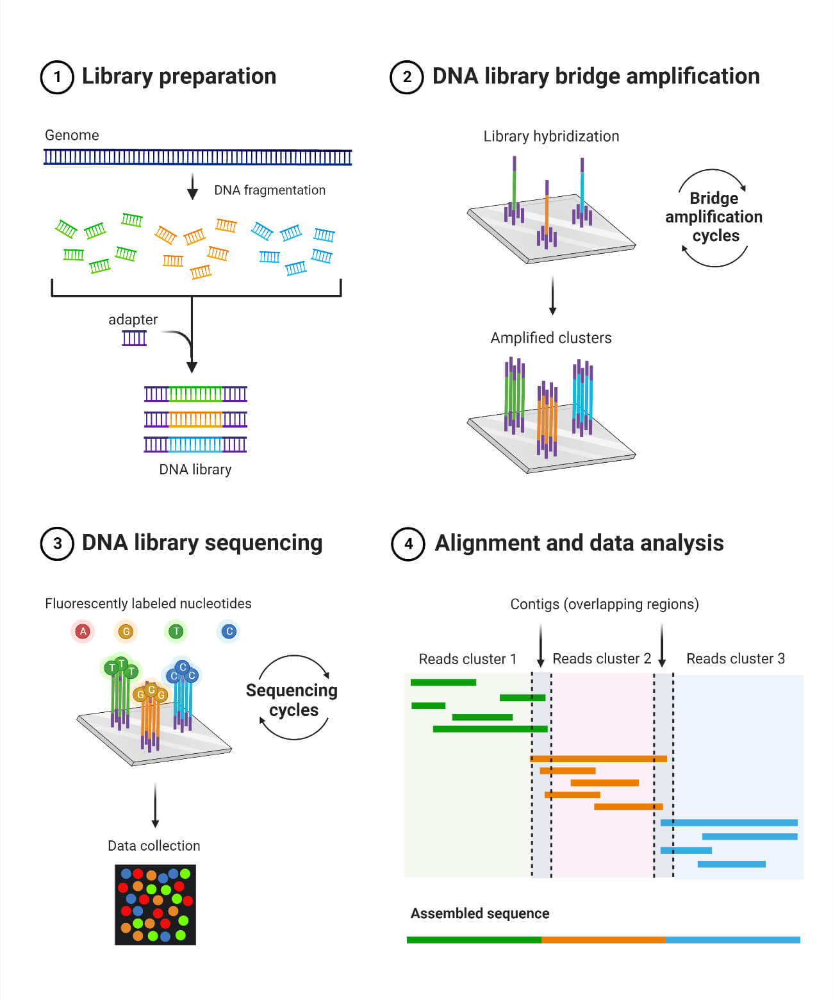 1 Library preparation
Genome
DNA fragmentation
adapter
DNA library
2 DNA library bridge amplification
Library hybridization
Bridge
amplification
cycles
Amplified clusters
3 DNA library sequencing
Fluorescently labeled nucleotides
A G T C
T T T
C C C
G G G
Sequencing
cycles
Data collection
4 Alignment and data analysis
Contigs (overlapping regions)
Reads cluster 1 Reads cluster 2 Reads cluster 3
Assembled sequence